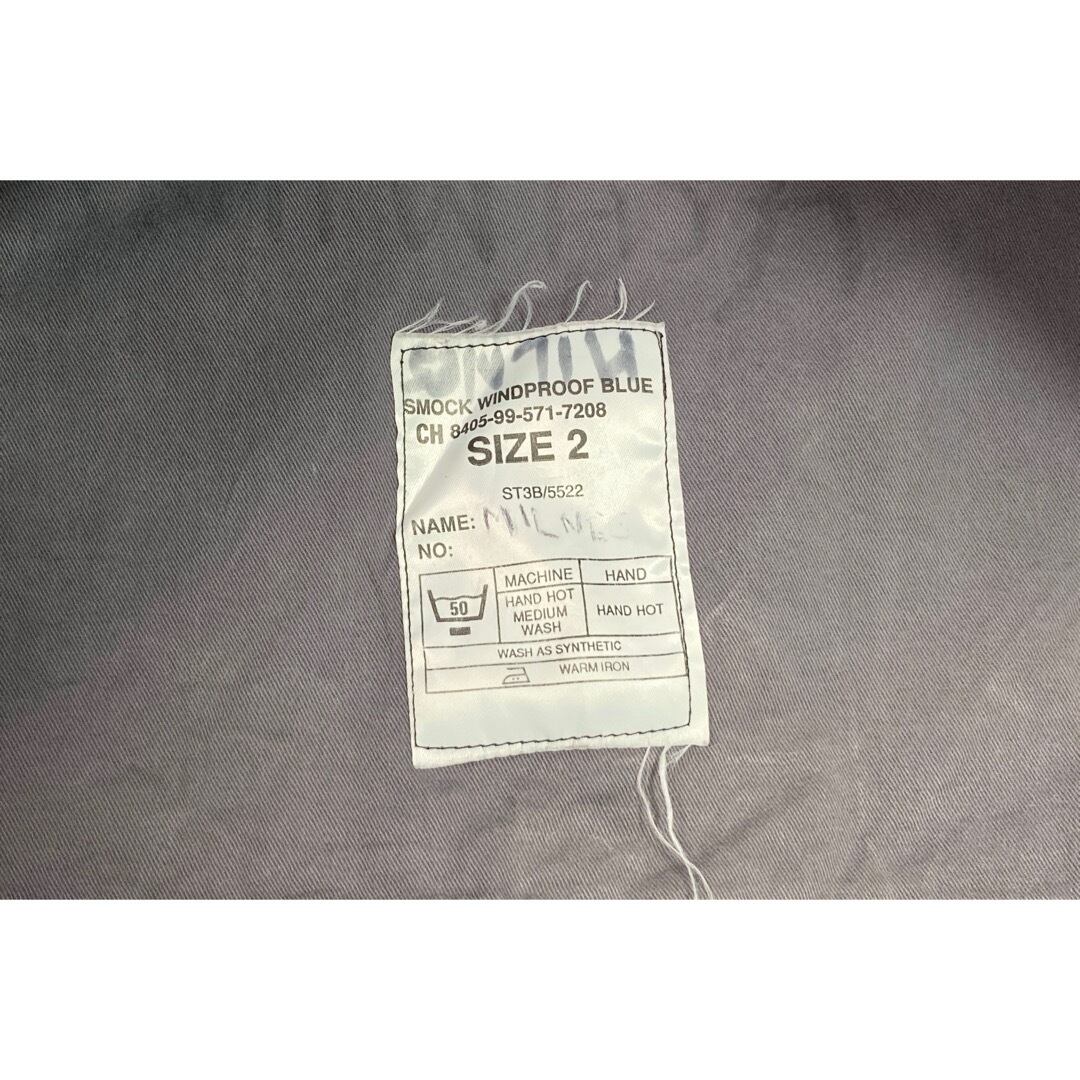 SMOCK WINDPROOF BLUE
CH 8405-99-571-7208
SIZE 2
ST3B/5522
NAME: MILNES
NO:
50
MACHINE HAND
HAND HOT MEDIUM WASH HAND HOT
WASH AS SYNTHETIC
WARM IRON